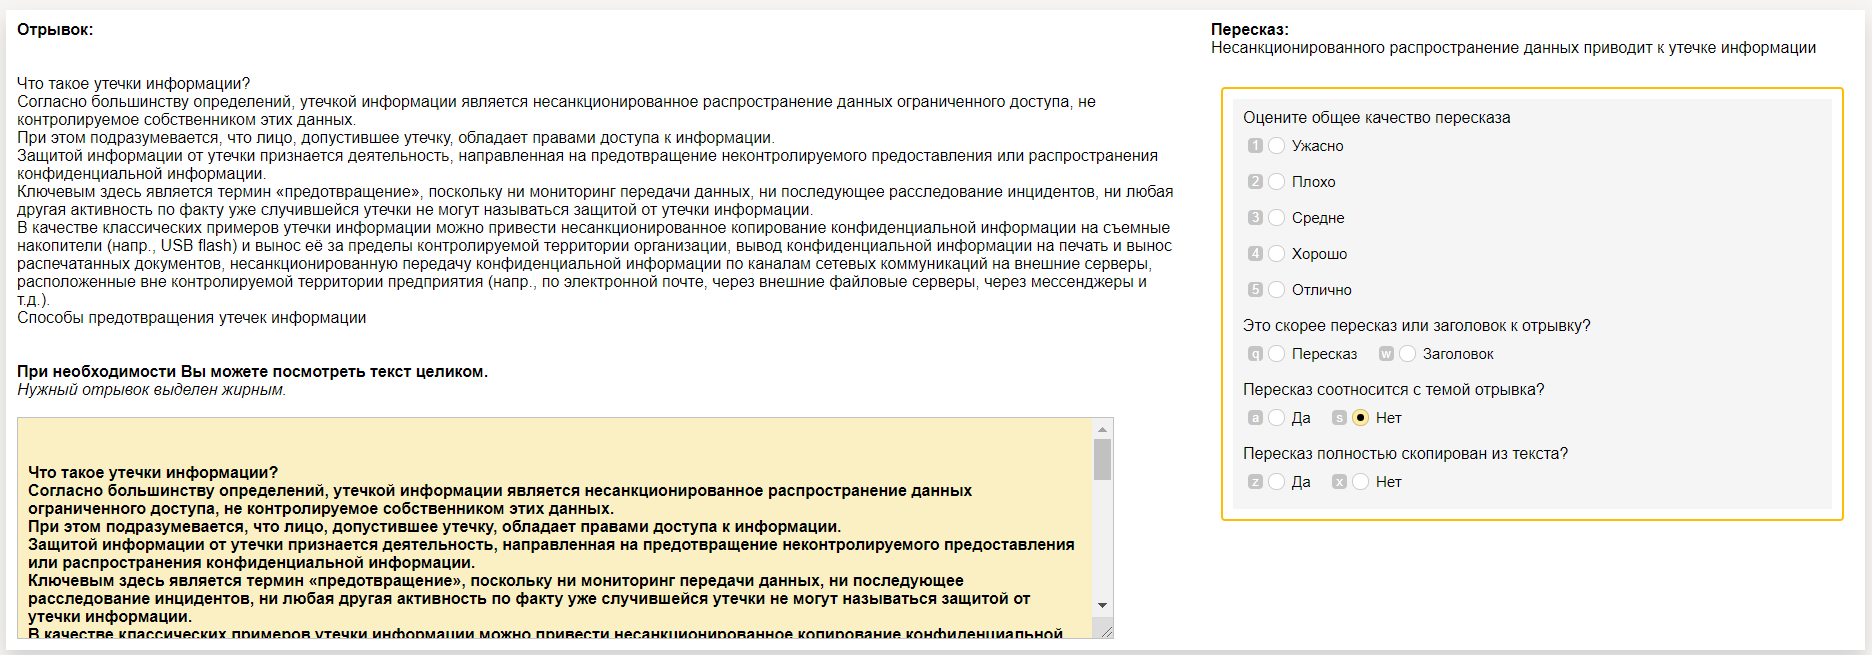 Отрывок:
Что такое утечки информации?
Согласно большинству определений, утечкой информации является несанкционированное распространение данных ограниченного доступа, не
контролируемое собственником этих данных.
При этом подразумевается, что лицо, допустившее утечку, обладает правами доступа к информации.
Защитой информации от утечки признается деятельность, направленная на предотвращение неконтролируемого предоставления или распространения
конфиденциальной информации.
Ключевым здесь является термин «предотвращение», поскольку ни мониторинг передачи данных, ни последующее расследование инцидентов, ни любая
другая активность по факту уже случившейся утечки не могут называться защитой от утечки информации.
В качестве классических примеров утечки информации можно привести несанкционированное копирование конфиденциальной информации на съемные
накопители (напр., USB flash) и вынос её за пределы контролируемой территории организации, вывод конфиденциальной информации на печать и вынос
распечатанных документов, несанкционированную передачу конфиденциальной информации по каналам сетевых коммуникаций на внешние серверы,
расположенные вне контролируемой территории предприятия (напр., по электронной почте, через внешние файловые серверы, через мессенджеры и
т.д.).
Способы предотвращения утечек информации
При необходимости Вы можете посмотреть текст целиком.
Нужный отрывок выделен жирным.
Что такое утечки информации?
Согласно большинству определений, утечкой информации является несанкционированное распространение данных
ограниченного доступа, не контролируемое собственником этих данных.
При этом подразумевается, что лицо, допустившее утечку, обладает правами доступа к информации.
Защитой информации от утечки признается деятельность, направленная на предотвращение неконтролируемого предоставления
или распространения конфиденциальной информации.
Ключевым здесь является термин «предотвращение», поскольку ни мониторинг передачи данных, ни последующее
расследование инцидентов, ни любая другая активность по факту уже случившейся утечки не могут называться защитой от
утечки информации.
В качестве классических примеров утечки информации можно привести несанкционированное копирование конфиденциальной
Пересказ:
Несанкционированного распространение данных приводит к утечке информации
Оцените общее качество пересказа
1 Ужасно
2 Плохо
3 Средне
4 Хорошо
5 Отлично
Это скорее пересказ или заголовок к отрывку?
q Пересказ w Заголовок
Пересказ соотносится с темой отрывка?
a Да s Нет
Пересказ полностью скопирован из текста?
z Да x Нет